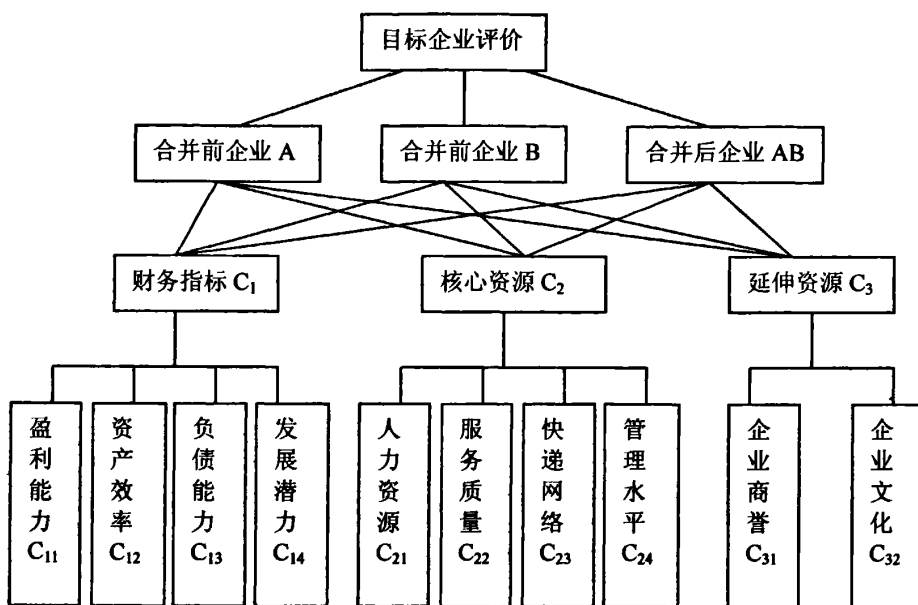 目标企业评价
合并前企业 A
合并前企业 B
合并后企业 AB
财务指标 C₁
核心资源 C₂
延伸资源 C₃
盈利能力 C₁₁
资产效率 C₁₂
负债能力 C₁₃
发展潜力 C₁₄
人力资源 C₂₁
服务质量 C₂₂
快递网络 C₂₃
管理水平 C₂₄
企业商誉 C₃₁
企业文化 C₃₂